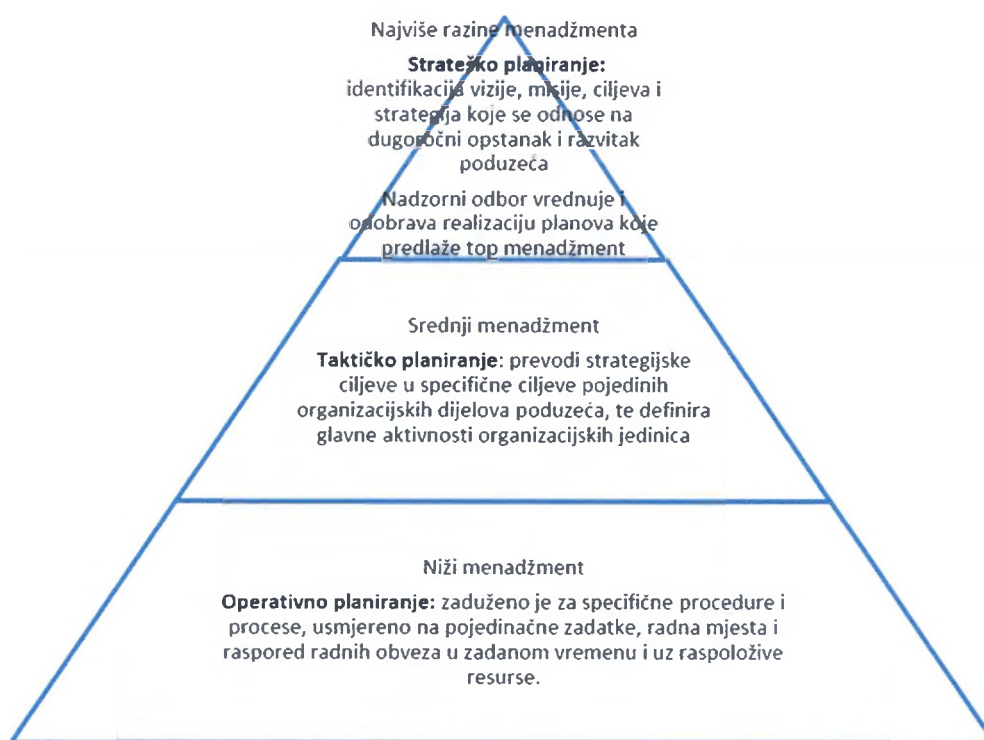 Najviše razine menadžmenta
Strateško planiranje:
identifikacija vizije, misije, ciljeva i
strategija koje se odnose na
dugoročni opstanak i razvitak
poduzeća
Nadzorni odbor vrednuje i
odobrava realizaciju planova koje
predlaže top menadžment
Srednji menadžment
Taktičko planiranje: prevodi strategijske
ciljeve u specifične ciljeve pojedinih
organizacijskih dijelova poduzeća, te definira
glavne aktivnosti organizacijskih jedinica
Niži menadžment
Operativno planiranje: zaduženo je za specifične procedure i
procese, usmjereno na pojedinačne zadatke, radna mjesta i
raspored radnih obveza u zadanom vremenu i uz raspoložive
resurse.